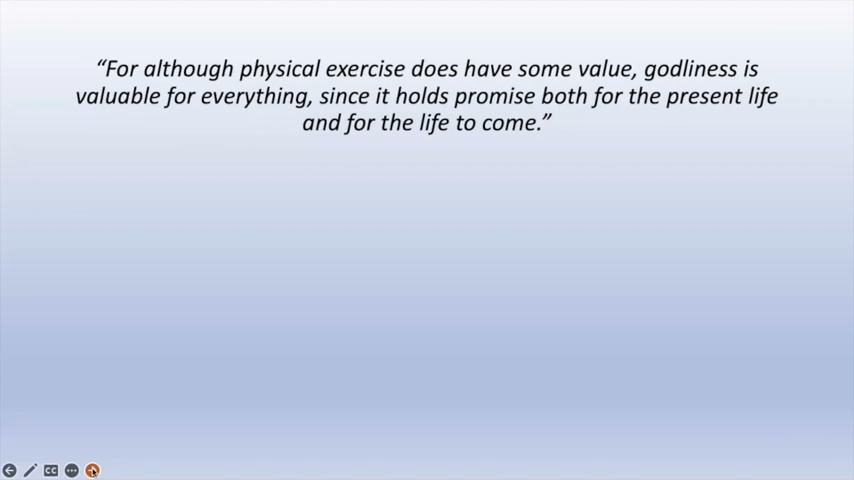 “For although physical exercise does have some value, godliness is
valuable for everything, since it holds promise both for the present life
and for the life to come.”
CC